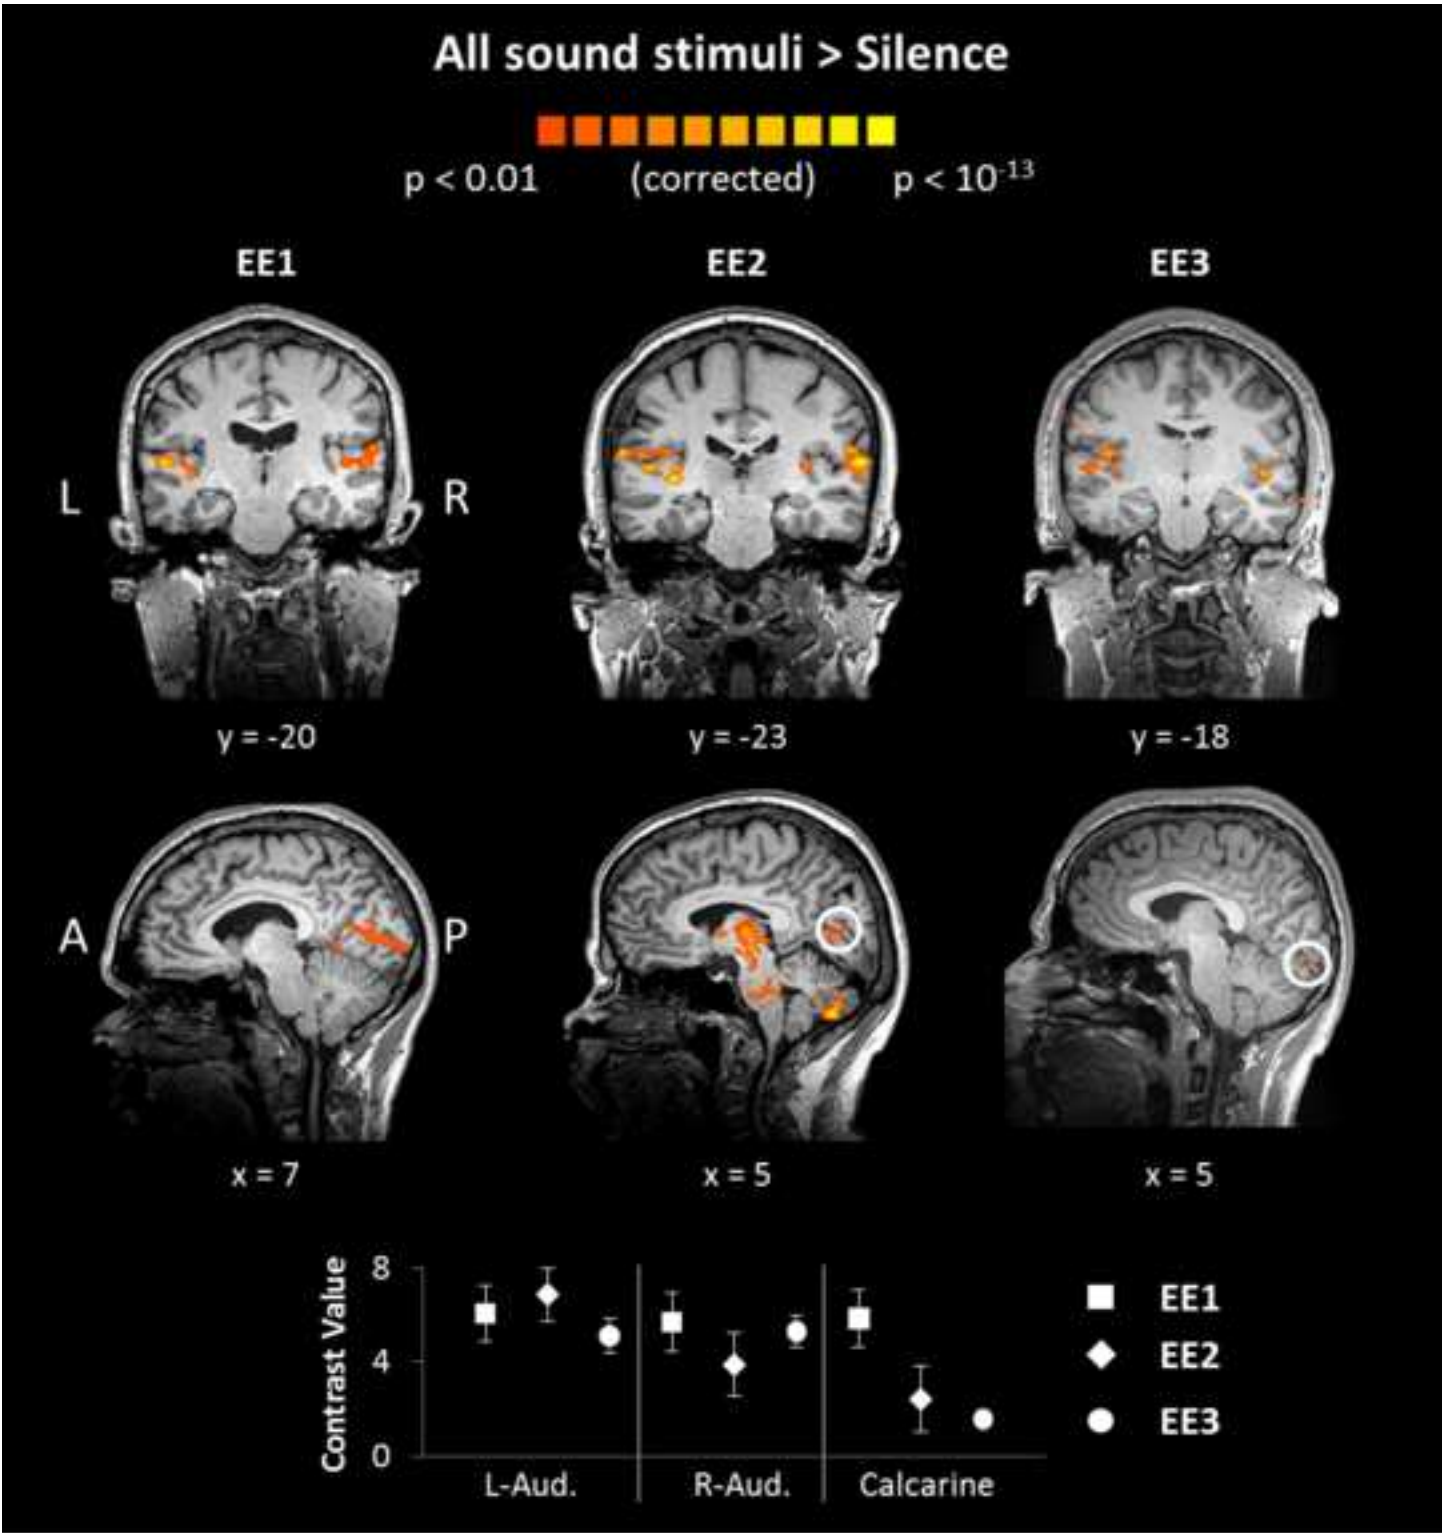 All sound stimuli > Silence
p < 0.01 (corrected) p < 10⁻¹³
EE1 EE2 EE3
L R
y = -20 y = -23 y = -18
A P
x = 7 x = 5 x = 5
Contrast Value
8
4
0
L-Aud. R-Aud. Calcarine
EE1
EE2
EE3